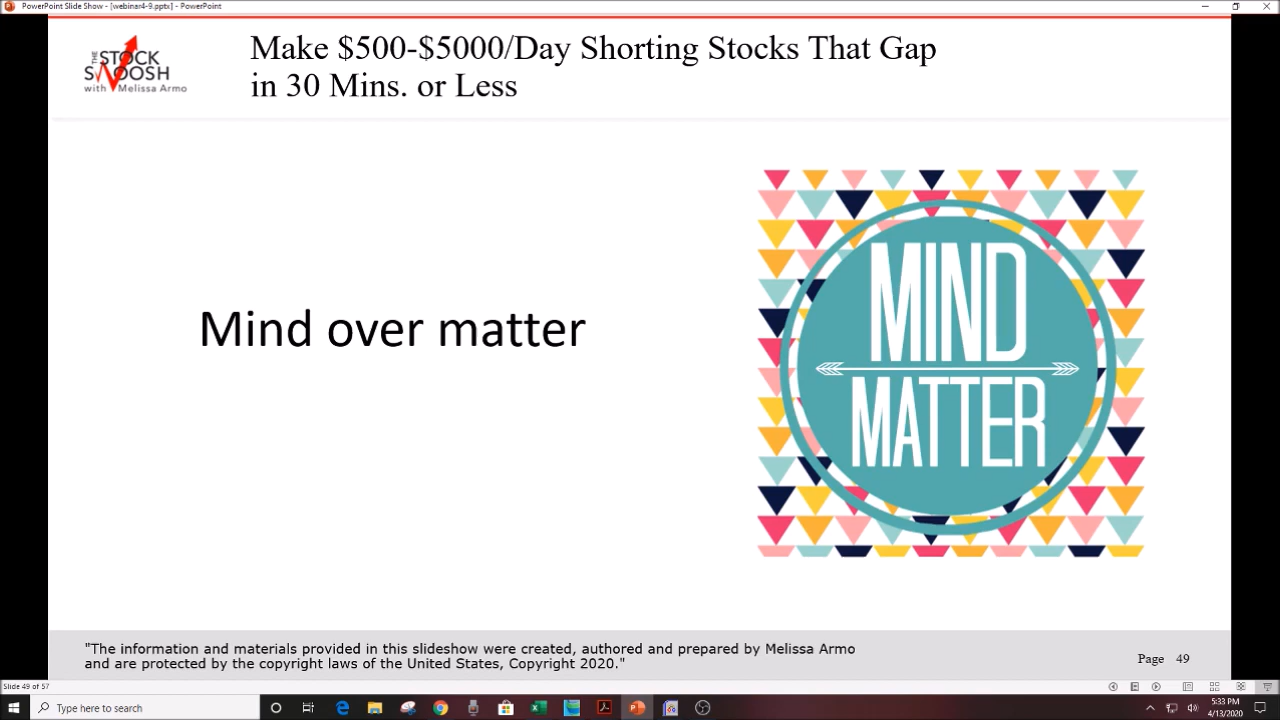 PowerPoint Slide Show - [webinar4-9.pptx] - PowerPoint
THE
STOCK
SWOOSH
with Melissa Armo
Make $500-$5000/Day Shorting Stocks That Gap
in 30 Mins. or Less
Mind over matter
MIND
MATTER
"The information and materials provided in this slideshow were created, authored and prepared by Melissa Armo
and are protected by the copyright laws of the United States, Copyright 2020."
Page 49
Slide 49 of 57
Type here to search
5:33 PM
4/13/2020